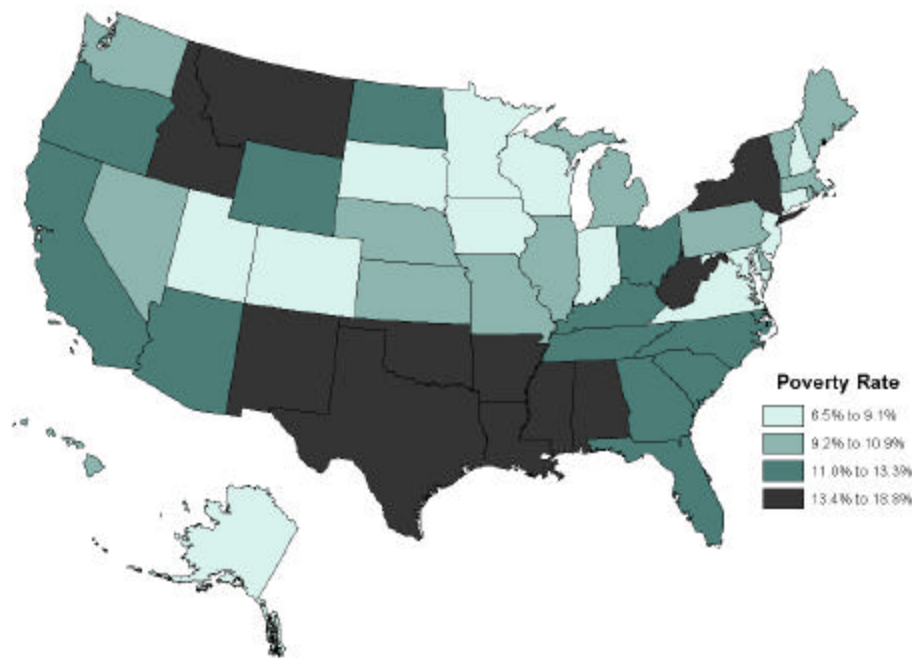 Poverty Rate
6.5% to 9.1%
9.2% to 10.9%
11.0% to 13.3%
13.4% to 18.8%